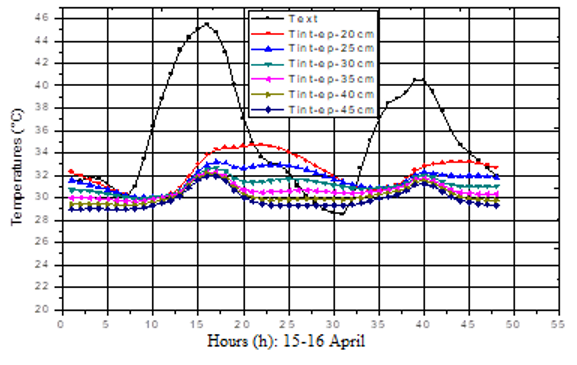 46
44
42
40
38
36
34
32
30
28
26
24
22
20
Temperatures (°C)
Text
Tint-ep-20cm
Tint-ep-25cm
Tint-ep-30cm
Tint-ep-35cm
Tint-ep-40cm
Tint-ep-45cm
0 5 10 15 20 25 30 35 40 45 50 55
Hours (h): 15-16 April